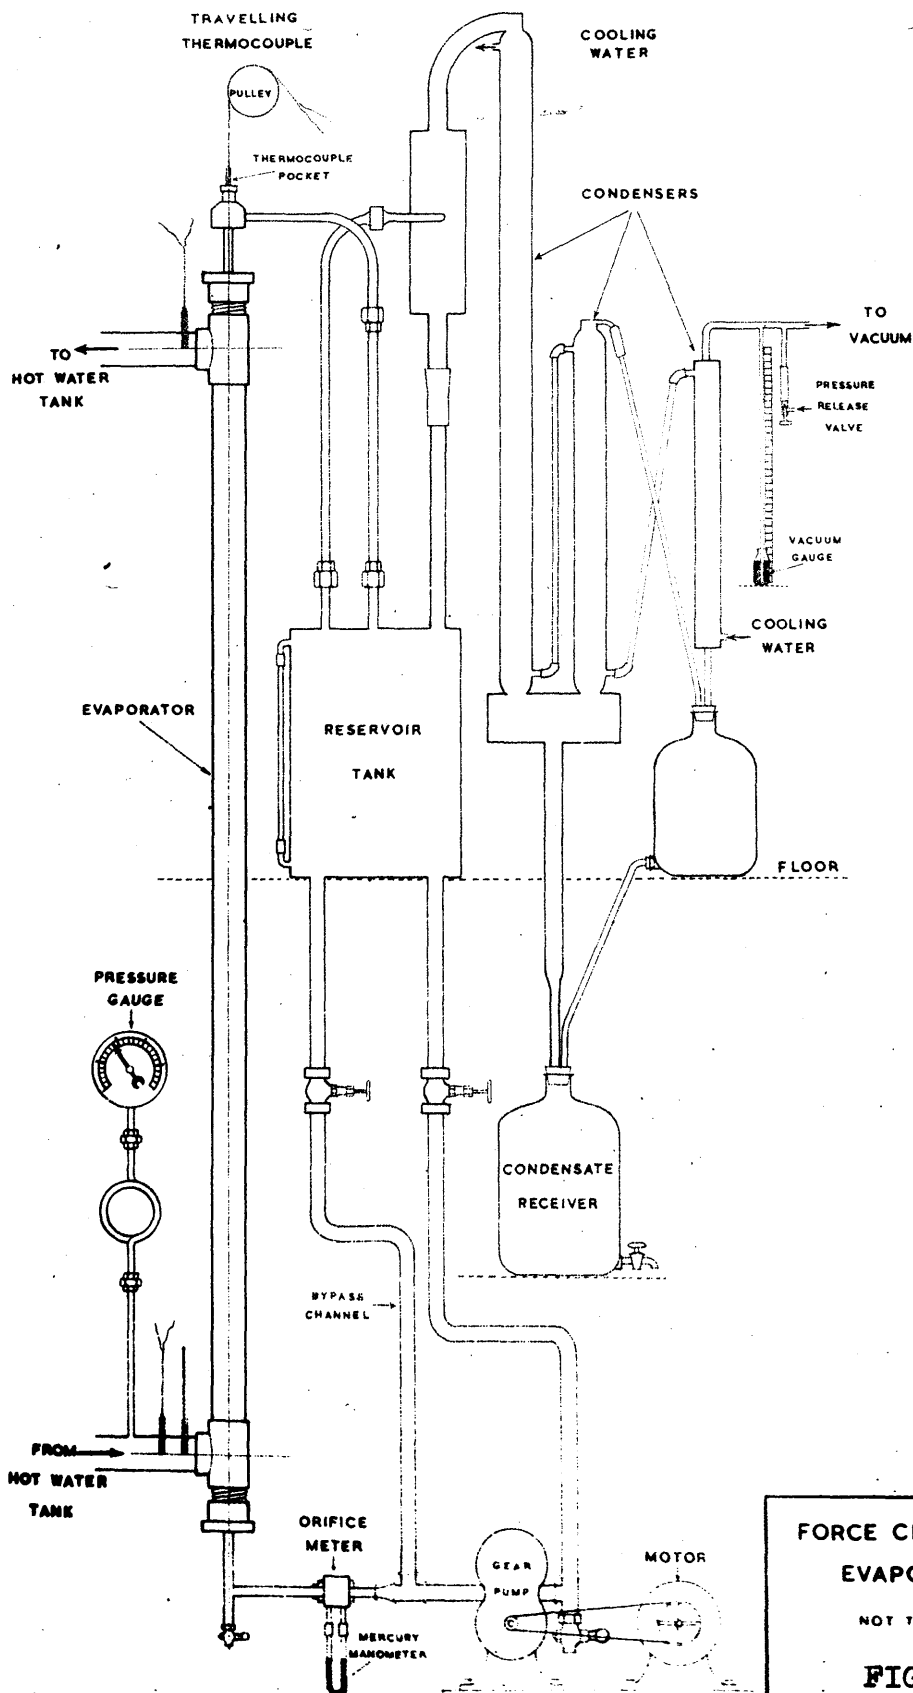 TRAVELLING
THERMOCOUPLE
COOLING
WATER
PULLEY
THERMOCOUPLE
POCKET
CONDENSERS
TO
VACUUM
TO
HOT WATER
TANK
PRESSURE
RELEASE
VALVE
VACUUM
GAUGE
COOLING
WATER
EVAPORATOR
RESERVOIR
TANK
FLOOR
PRESSURE
GAUGE
CONDENSATE
RECEIVER
BYPASS
CHANNEL
FROM
HOT WATER
TANK
ORIFICE
METER
GEAR
PUMP
MOTOR
MERCURY
MANOMETER
FORCE
EVAPO
NOT T
FIG